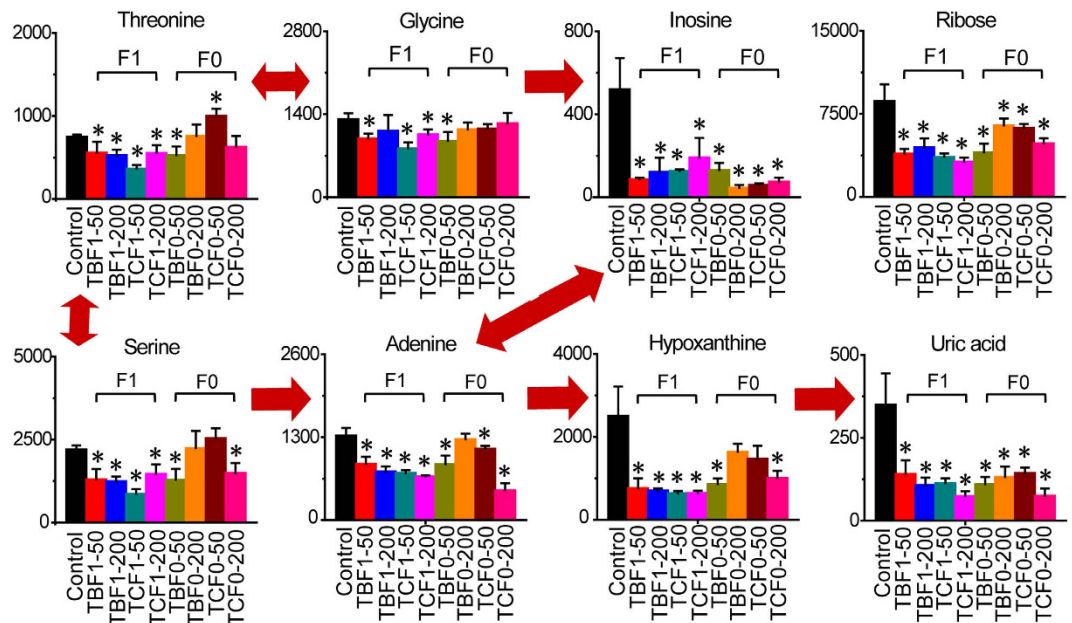 Threonine
2000
1000
0
F1
F0
* * * * * *
Control
TBF1-50
TBF1-200
TCF1-50
TCF1-200
TBF0-50
TBF0-200
TCF0-50
TCF0-200
Glycine
2800
1400
0
F1
F0
* * * *
Control
TBF1-50
TBF1-200
TCF1-50
TCF1-200
TBF0-50
TBF0-200
TCF0-50
TCF0-200
Inosine
800
400
0
F1
F0
* * * * * * * *
Control
TBF1-50
TBF1-200
TCF1-50
TCF1-200
TBF0-50
TBF0-200
TCF0-50
TCF0-200
Ribose
15000
7500
0
F1
F0
* * * * * * * *
Control
TBF1-50
TBF1-200
TCF1-50
TCF1-200
TBF0-50
TBF0-200
TCF0-50
TCF0-200
Serine
5000
2500
0
F1
F0
* * * * * *
Control
TBF1-50
TBF1-200
TCF1-50
TCF1-200
TBF0-50
TBF0-200
TCF0-50
TCF0-200
Adenine
2600
1300
0
F1
F0
* * * * * * *
Control
TBF1-50
TBF1-200
TCF1-50
TCF1-200
TBF0-50
TBF0-200
TCF0-50
TCF0-200
Hypoxanthine
4000
2000
0
F1
F0
* * * * * *
Control
TBF1-50
TBF1-200
TCF1-50
TCF1-200
TBF0-50
TBF0-200
TCF0-50
TCF0-200
Uric acid
500
250
0
F1
F0
* * * * * * * *
Control
TBF1-50
TBF1-200
TCF1-50
TCF1-200
TBF0-50
TBF0-200
TCF0-50
TCF0-200